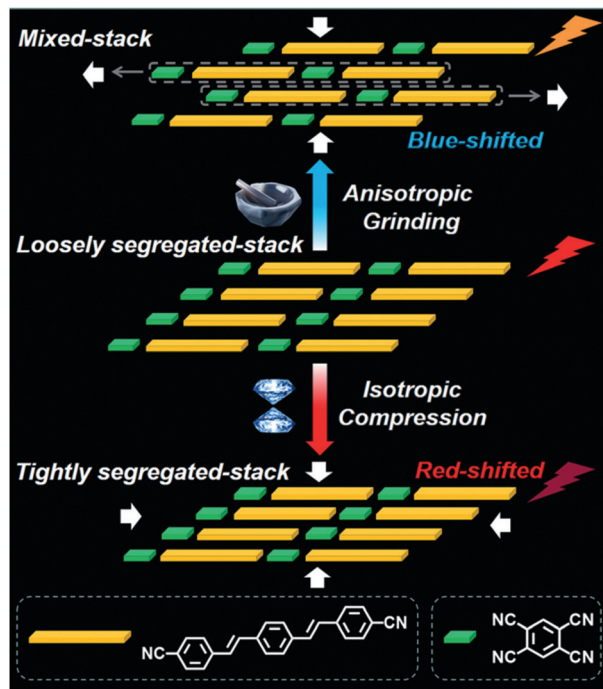 Mixed-stack
Blue-shifted
Anisotropic
Grinding
Loosely segregated-stack
Isotropic
Compression
Tightly segregated-stack
Red-shifted
CN
NC
NC
CN
NC
CN